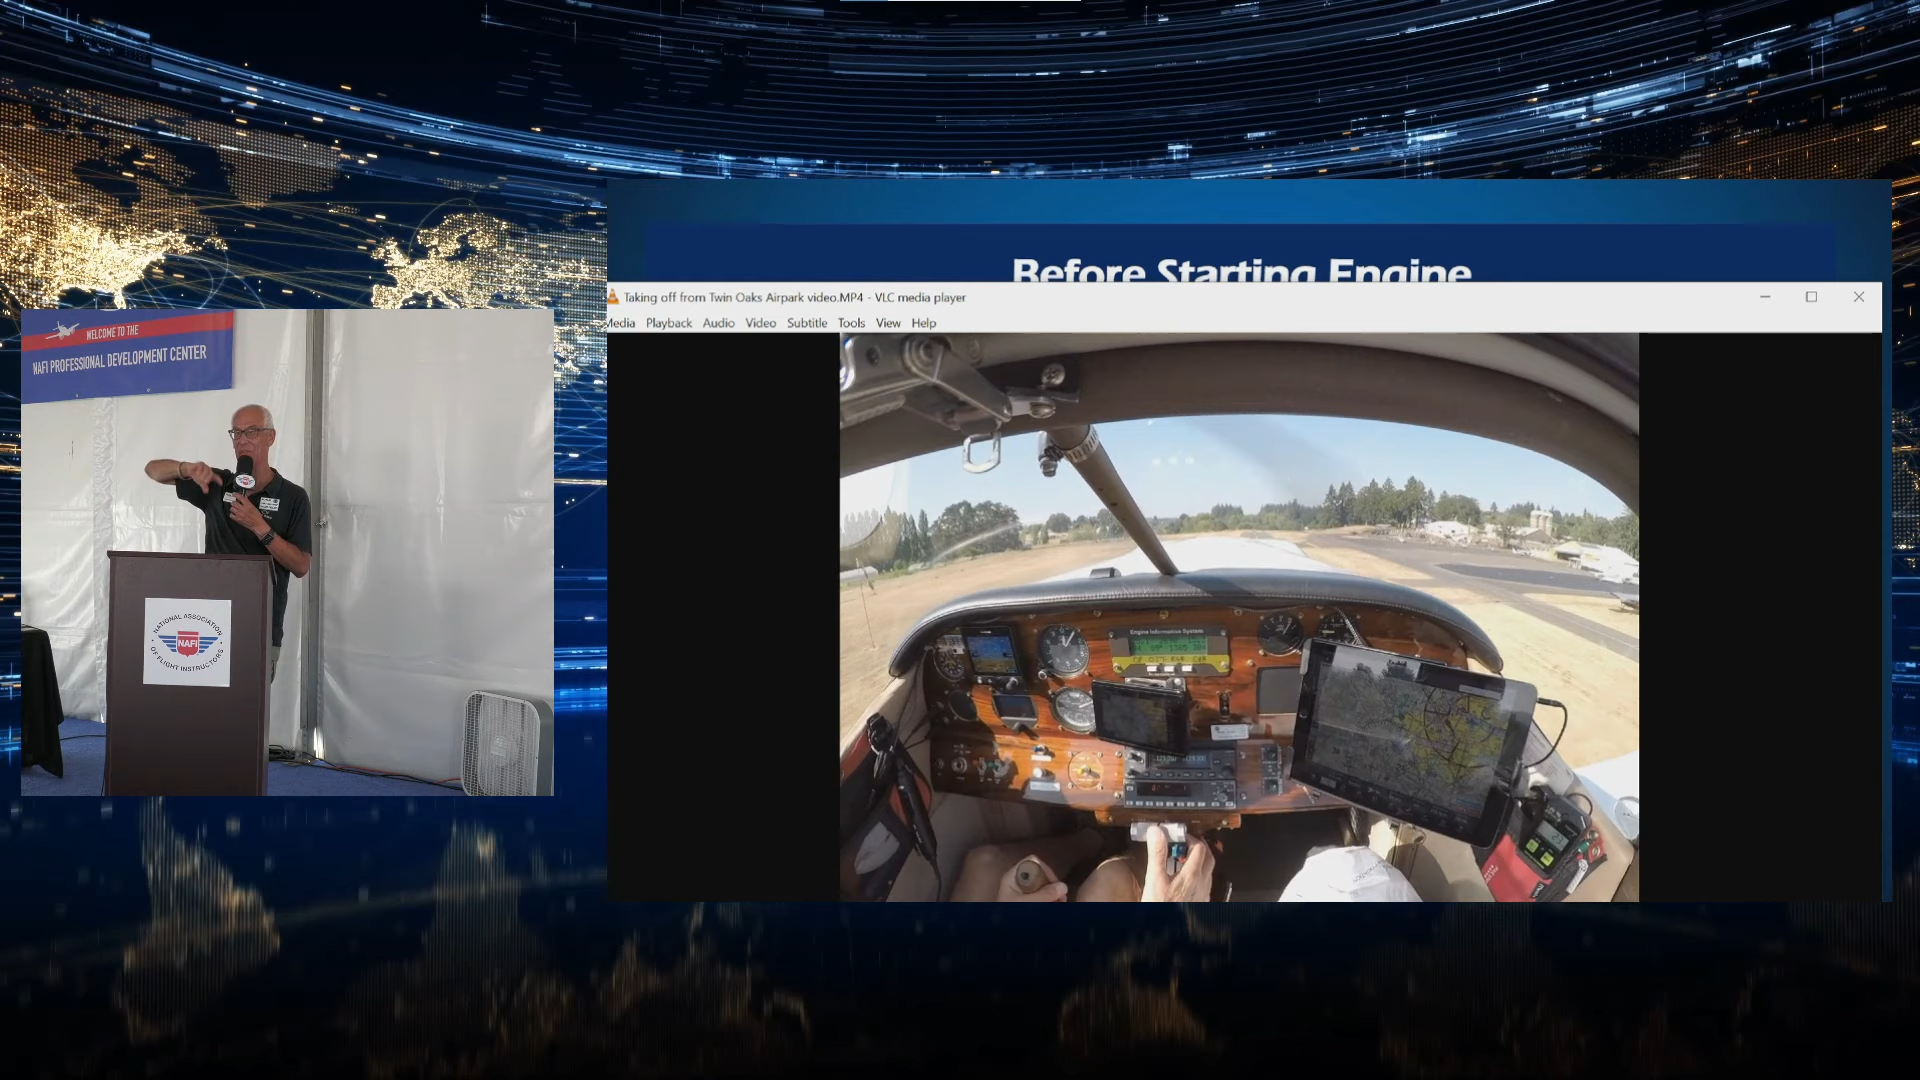 WELCOME TO THE
NAFI PROFESSIONAL DEVELOPMENT CENTER
NATIONAL ASSOCIATION
NAFI
OF FLIGHT INSTRUCTORS
Before Starting Engine
Taking off from Twin Oaks Airpark video.MP4 - VLC media player
Media Playback Audio Video Subtitle Tools View Help
Engine Information System